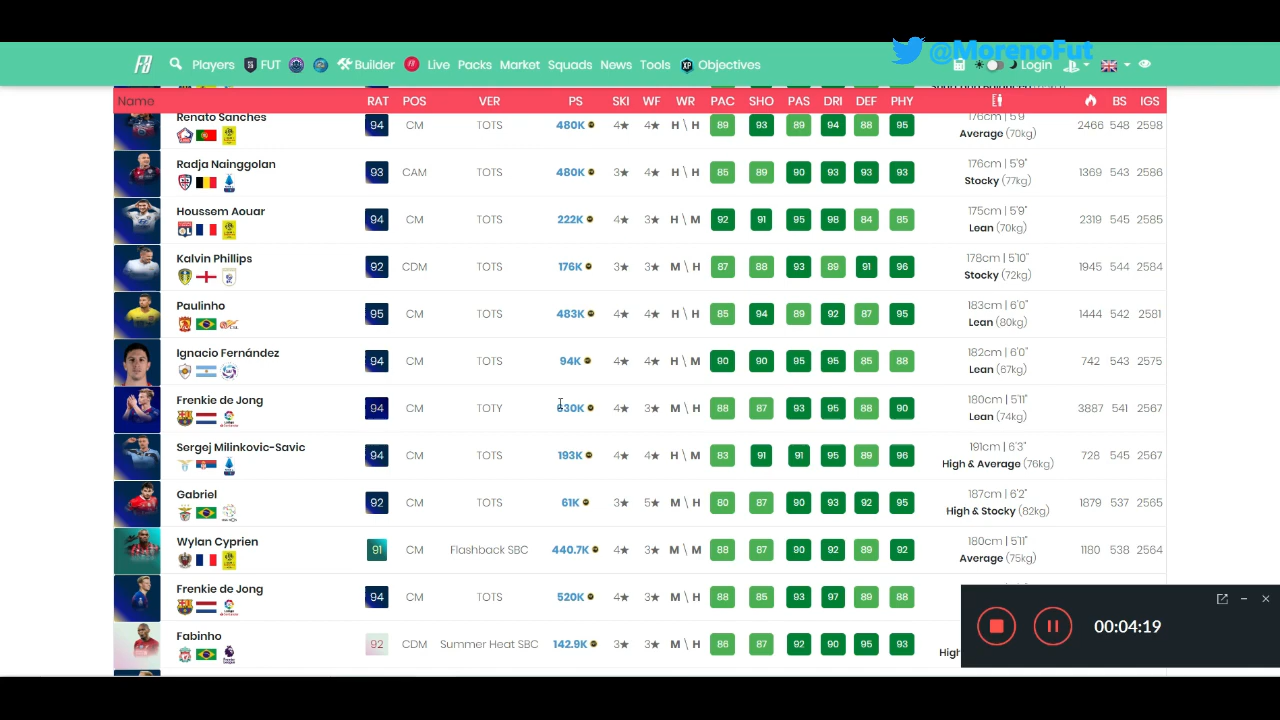 @MorenoFut
F8 Players FUT Builder Live Packs Market Squads News Tools XP Objectives Login
Name RAT POS VER PS SKI WF WR PAC SHO PAS DRI DEF PHY BS IGS
Renato Sanches 94 CM TOTS 480K 4★ 4★ H \ H 89 93 89 94 88 95 176cm | 5'9" 2466 548 2598
Average (70kg)
Radja Nainggolan 93 CAM TOTS 480K 3★ 4★ H \ H 85 89 90 93 93 93 176cm | 5'9" 1369 543 2586
Stocky (77kg)
Houssem Aouar 94 CM TOTS 222K 4★ 3★ H \ M 92 91 95 98 84 85 175cm | 5'9" 2319 545 2585
Lean (70kg)
Kalvin Phillips 92 CDM TOTS 176K 3★ 3★ M \ H 87 88 93 89 91 96 178cm | 5'10" 1945 544 2584
Stocky (72kg)
Paulinho 95 CM TOTS 483K 4★ 4★ H \ H 85 94 89 92 87 95 183cm | 6'0" 1444 542 2581
Lean (80kg)
Ignacio Fernández 94 CM TOTS 94K 4★ 4★ H \ M 90 90 95 95 85 88 182cm | 6'0" 742 543 2575
Lean (67kg)
Frenkie de Jong 94 CM TOTY 4★ 3★ M \ H 88 87 93 95 88 90 180cm | 5'11" 3887 541 2567
Lean (74kg)
Sergej Milinkovic-Savic 94 CM TOTS 193K 4★ 4★ H \ M 83 91 91 95 89 96 191cm | 6'3" 728 545 2567
High & Average (76kg)
Gabriel 92 CM TOTS 61K 3★ 5★ M \ H 80 87 90 93 92 95 187cm | 6'2" 1879 537 2565
High & Stocky (82kg)
Wylan Cyprien 91 CM Flashback SBC 440.7K 4★ 3★ M \ M 88 87 90 92 89 92 180cm | 5'11" 1180 538 2564
Average (75kg)
Frenkie de Jong 94 CM TOTS 520K 4★ 3★ M \ H 88 85 93 97 89 88
Fabinho 92 CDM Summer Heat SBC 142.9K 3★ 3★ M \ H 86 87 92 90 95 93
High
00:04:19